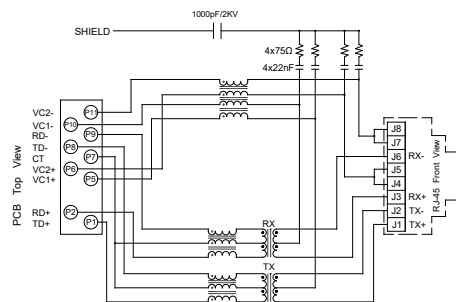 1000pF/2KV
SHIELD
4x75Ω
4x22nF
VC2- P11
VC1- P10
RD- P9
TD- P8
CT P7
VC2+ P6
VC1+ P5
RD+ P2
TD+ P1
PCB Top View
RX
TX
J8
J7
J6 RX-
J5
J4
J3 RX+
J2 TX-
J1 TX+
RJ-45 Front View